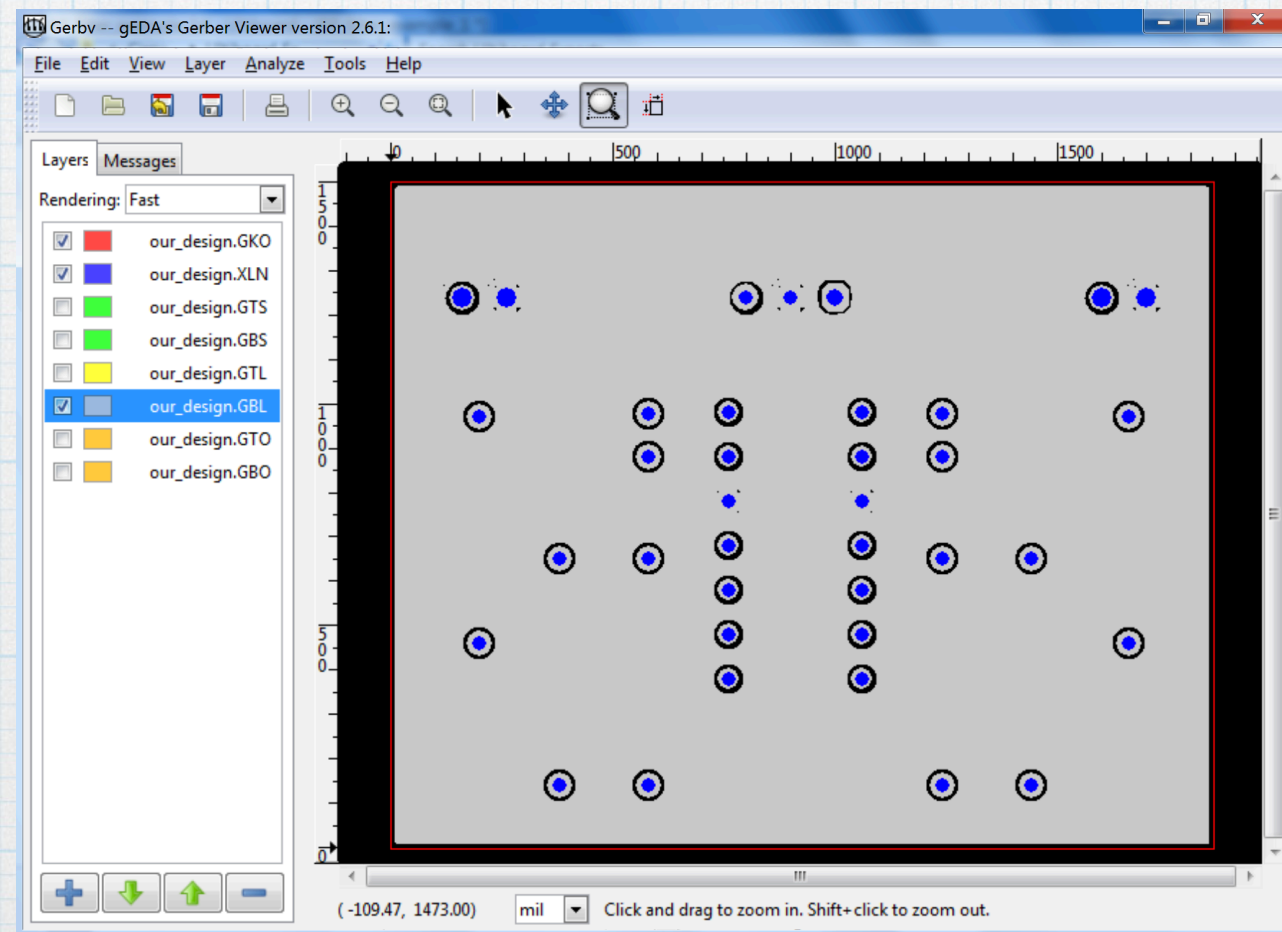 Gerbv -- gEDA's Gerber Viewer version 2.6.1:
File Edit View Layer Analyze Tools Help
Layers Messages
Rendering: Fast
our_design.GKO
our_design.XLN
our_design.GTS
our_design.GBS
our_design.GTL
our_design.GBL
our_design.GTO
our_design.GBO
0 500 1000 1500
1500
1000
500
0
(-109.47, 1473.00) mil Click and drag to zoom in. Shift+click to zoom out.